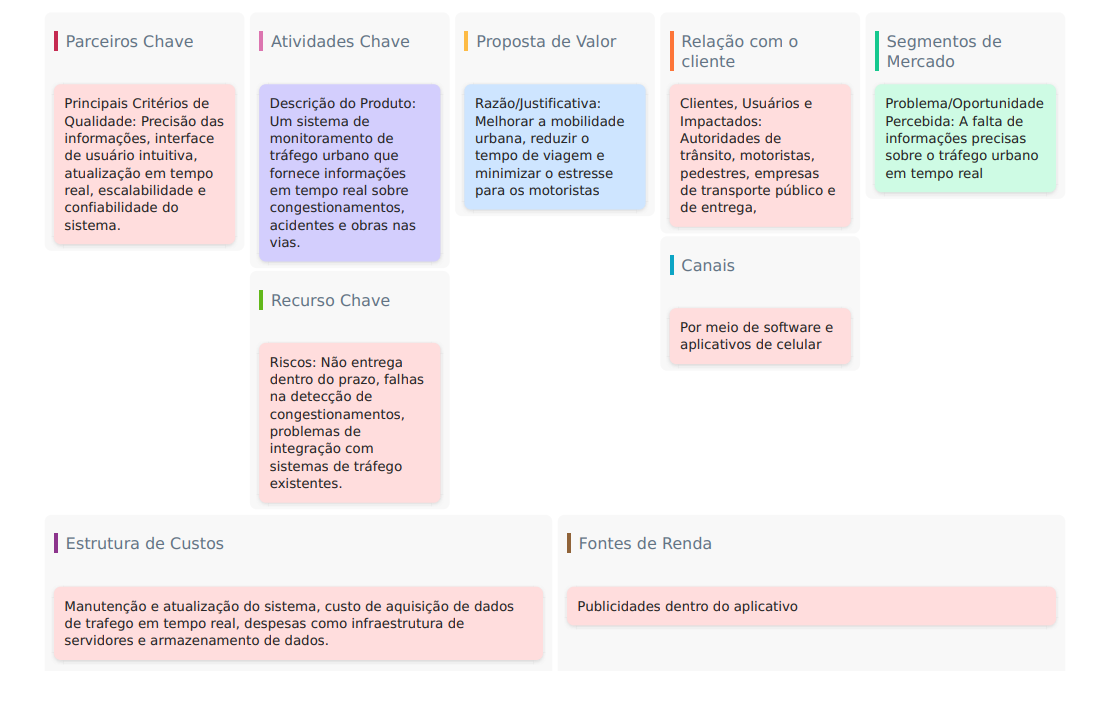 Parceiros Chave
Principais Critérios de
Qualidade: Precisão das
informações, interface
de usuário intuitiva,
atualização em tempo
real, escalabilidade e
confiabilidade do
sistema.
Atividades Chave
Descrição do Produto:
Um sistema de
monitoramento de
tráfego urbano que
fornece informações
em tempo real sobre
congestionamentos,
acidentes e obras nas
vias.
Recurso Chave
Riscos: Não entrega
dentro do prazo, falhas
na detecção de
congestionamentos,
problemas de
integração com
sistemas de tráfego
existentes.
Proposta de Valor
Razão/Justificativa:
Melhorar a mobilidade
urbana, reduzir o
tempo de viagem e
minimizar o estresse
para os motoristas
Relação com o
cliente
Clientes, Usuários e
Impactados:
Autoridades de
trânsito, motoristas,
pedestres, empresas
de transporte público e
de entrega,
Canais
Por meio de software e
aplicativos de celular
Segmentos de
Mercado
Problema/Oportunidade
Percebida: A falta de
informações precisas
sobre o tráfego urbano
em tempo real
Estrutura de Custos
Manutenção e atualização do sistema, custo de aquisição de dados
de trafego em tempo real, despesas como infraestrutura de
servidores e armazenamento de dados.
Fontes de Renda
Publicidades dentro do aplicativo